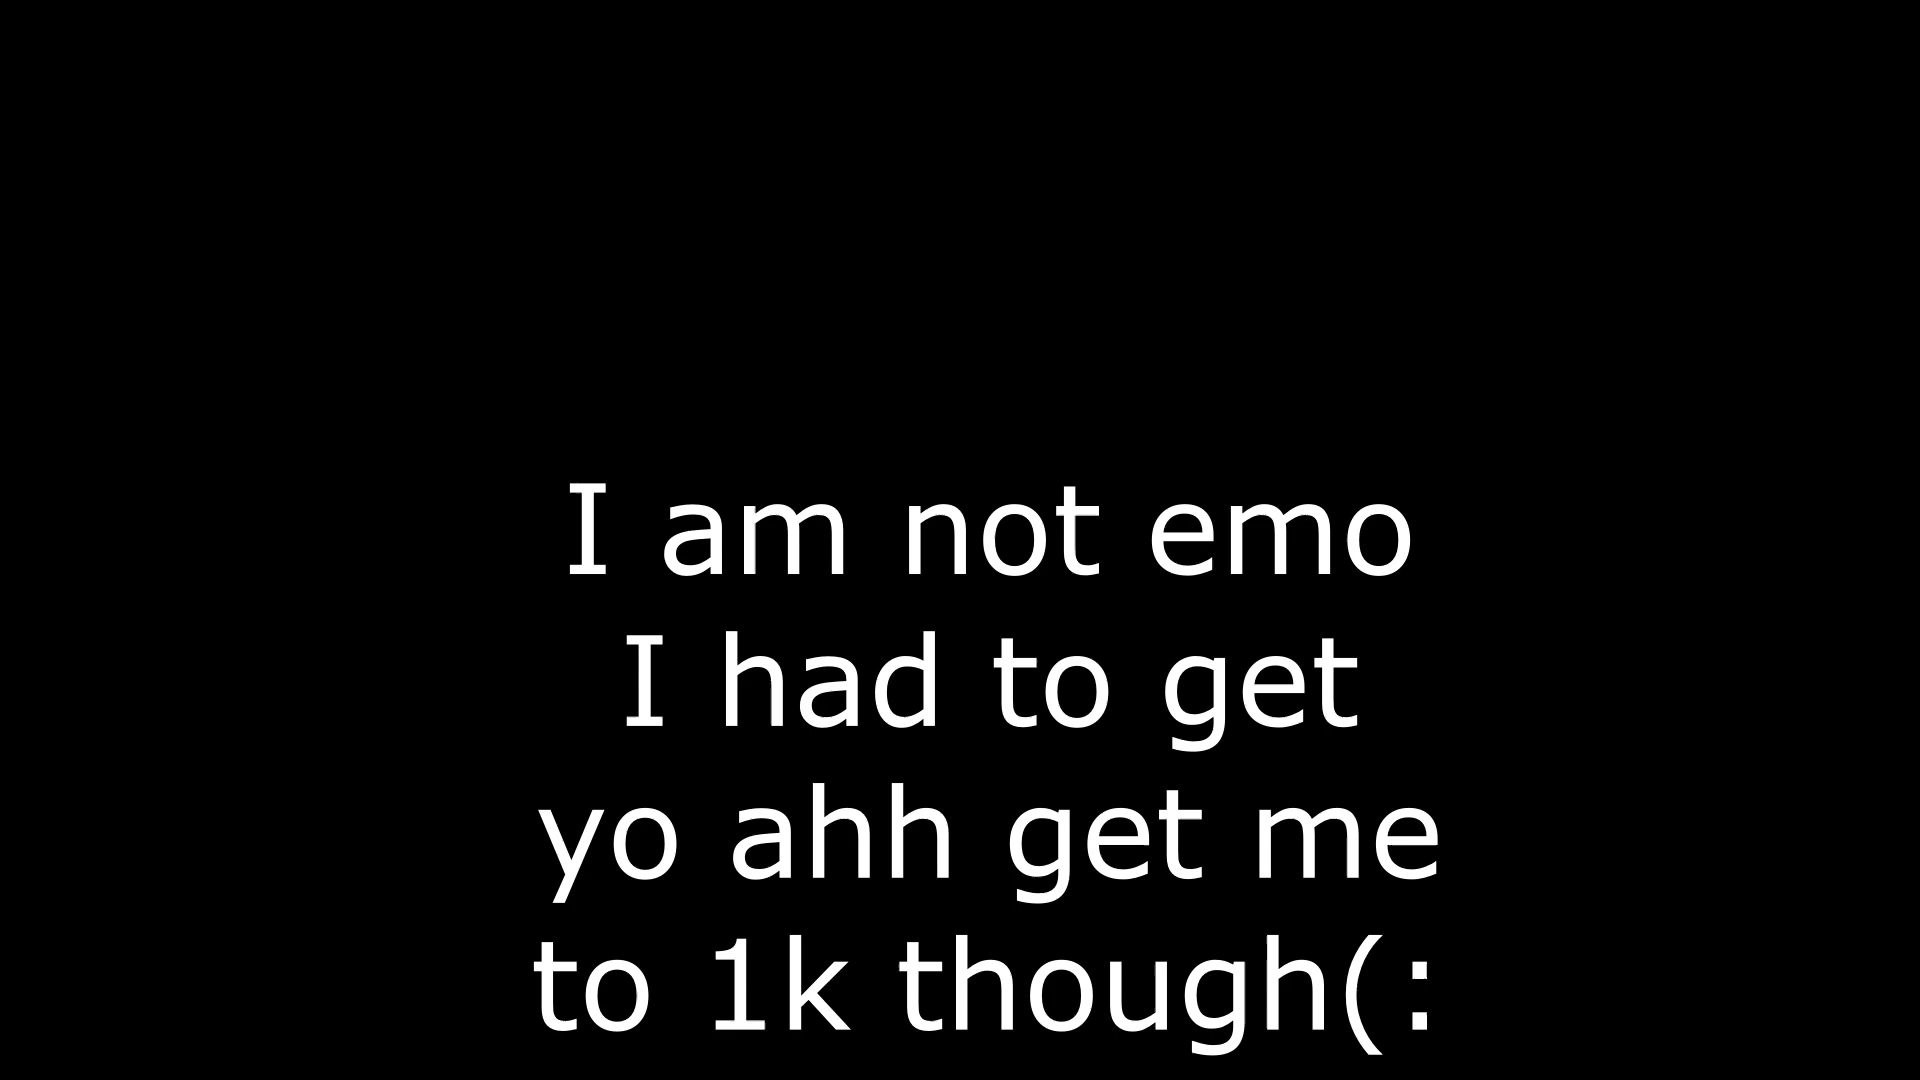 I am not emo
I had to get
yo ahh get me
to 1k though(: